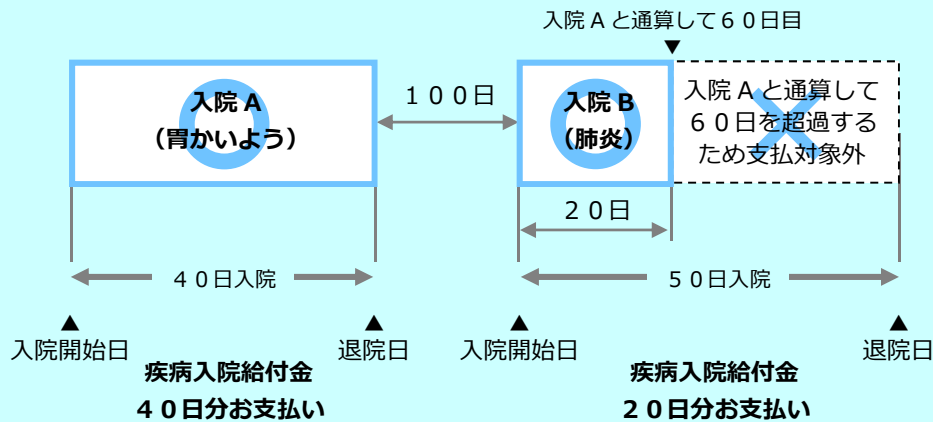 入院 A と通算して６０日目
▲
入院 A
（胃かいよう）
１００日
入院 B
（肺炎）
入院 A と通算して
６０日を超過する
ため支払対象外
２０日
４０日入院
５０日入院
▲ ▲ ▲ ▲
入院開始日 退院日 入院開始日 退院日
疾病入院給付金
４０日分お支払い
疾病入院給付金
２０日分お支払い